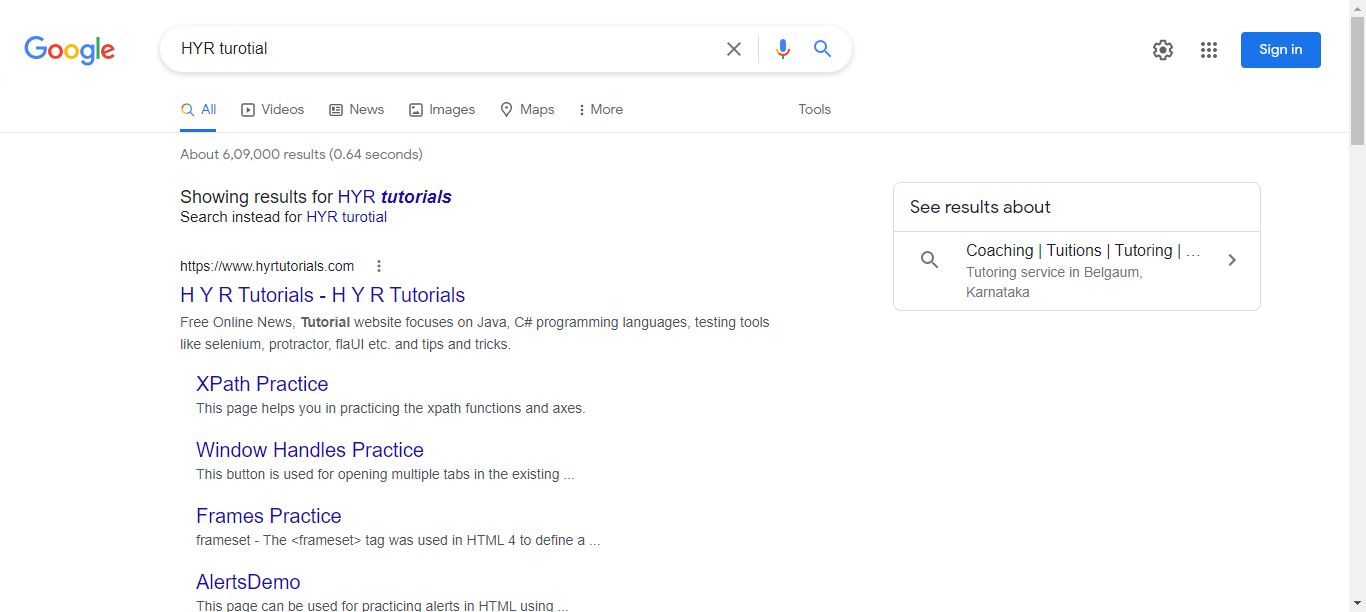 Google
HYR turotial
Sign in
All
Videos
News
Images
Maps
More
Tools
About 6,09,000 results (0.64 seconds)
Showing results for HYR tutorials
Search instead for HYR turotial
https://www.hyrtutorials.com
H Y R Tutorials - H Y R Tutorials
Free Online News, Tutorial website focuses on Java, C# programming languages, testing tools
like selenium, protractor, flaUI etc. and tips and tricks.
XPath Practice
This page helps you in practicing the xpath functions and axes.
Window Handles Practice
This button is used for opening multiple tabs in the existing ...
Frames Practice
frameset - The <frameset> tag was used in HTML 4 to define a ...
AlertsDemo
This page can be used for practicing alerts in HTML using ...
See results about
Coaching | Tuitions | Tutoring | ...
Tutoring service in Belgaum,
Karnataka